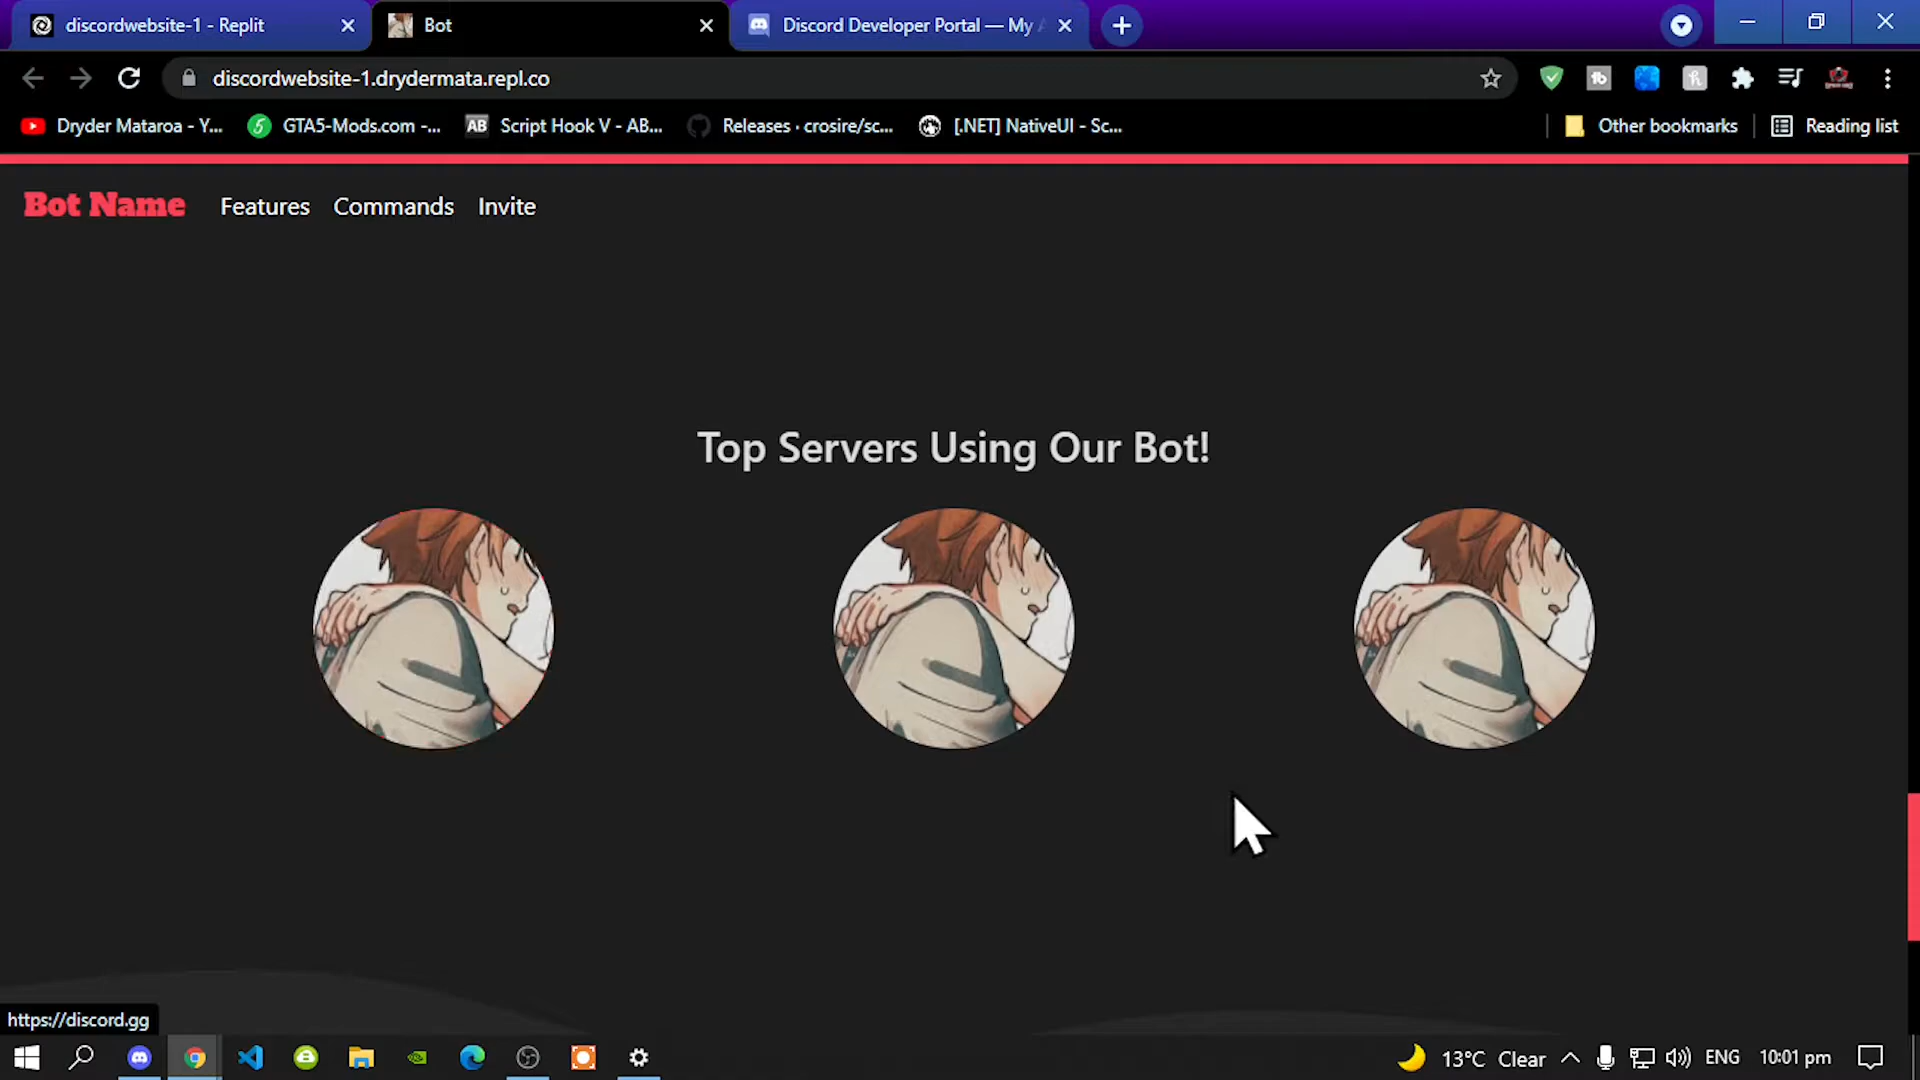 discordwebsite-1 - Replit
Bot
Discord Developer Portal — My A
discordwebsite-1.drydermata.repl.co
Dryder Mataroa - Y...
GTA5-Mods.com -...
AB
Script Hook V - AB...
Releases · crosire/sc...
[.NET] NativeUI - Sc...
Other bookmarks
Reading list
Bot Name
Features
Commands
Invite
Top Servers Using Our Bot!
https://discord.gg
13°C Clear
ENG
10:01 pm